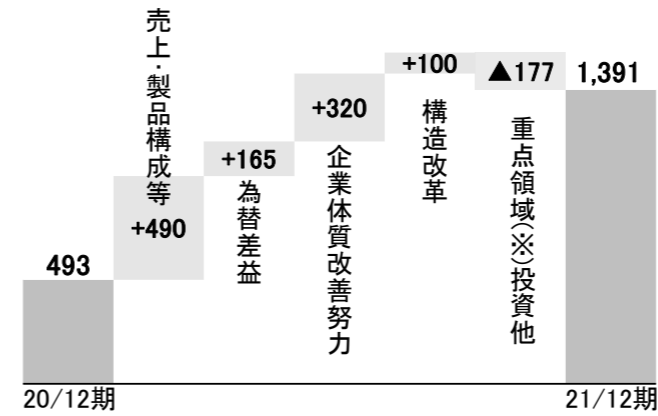 493
20/12期
売上・製品構成等
+490
+165
為替差益
+320
企業体質改善努力
+100
構造改革
▲177
重点領域(※)投資他
1,391
21/12期